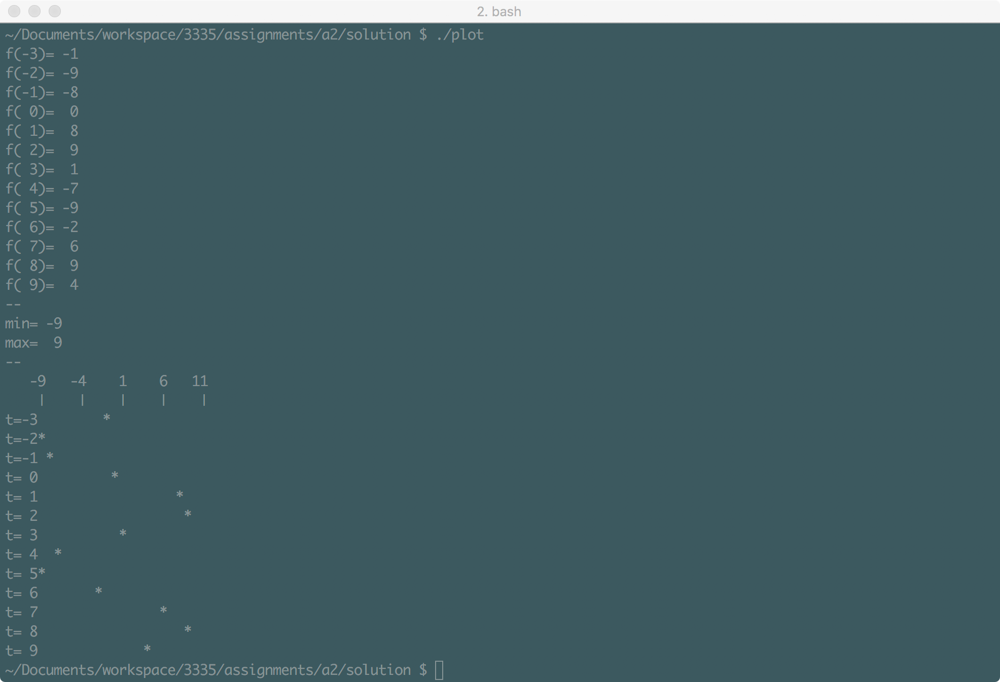 2. bash
~/Documents/workspace/3335/assignments/a2/solution $ ./plot
f(-3)= -1
f(-2)= -9
f(-1)= -8
f( 0)=  0
f( 1)=  8
f( 2)=  9
f( 3)=  1
f( 4)= -7
f( 5)= -9
f( 6)= -2
f( 7)=  6
f( 8)=  9
f( 9)=  4
--
min= -9
max=  9
--
   -9   -4    1    6   11
    |    |    |    |    |
t=-3        *
t=-2*
t=-1 *
t= 0         *
t= 1                 *
t= 2                  *
t= 3          *
t= 4  *
t= 5*
t= 6       *
t= 7               *
t= 8                  *
t= 9             *
~/Documents/workspace/3335/assignments/a2/solution $